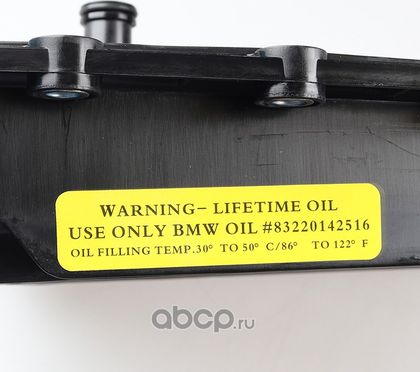 WARNING- LIFETIME OIL
USE ONLY BMW OIL #83220142516
OIL FILLING TEMP.30° TO 50° C/86° TO 122° F
abcp.ru